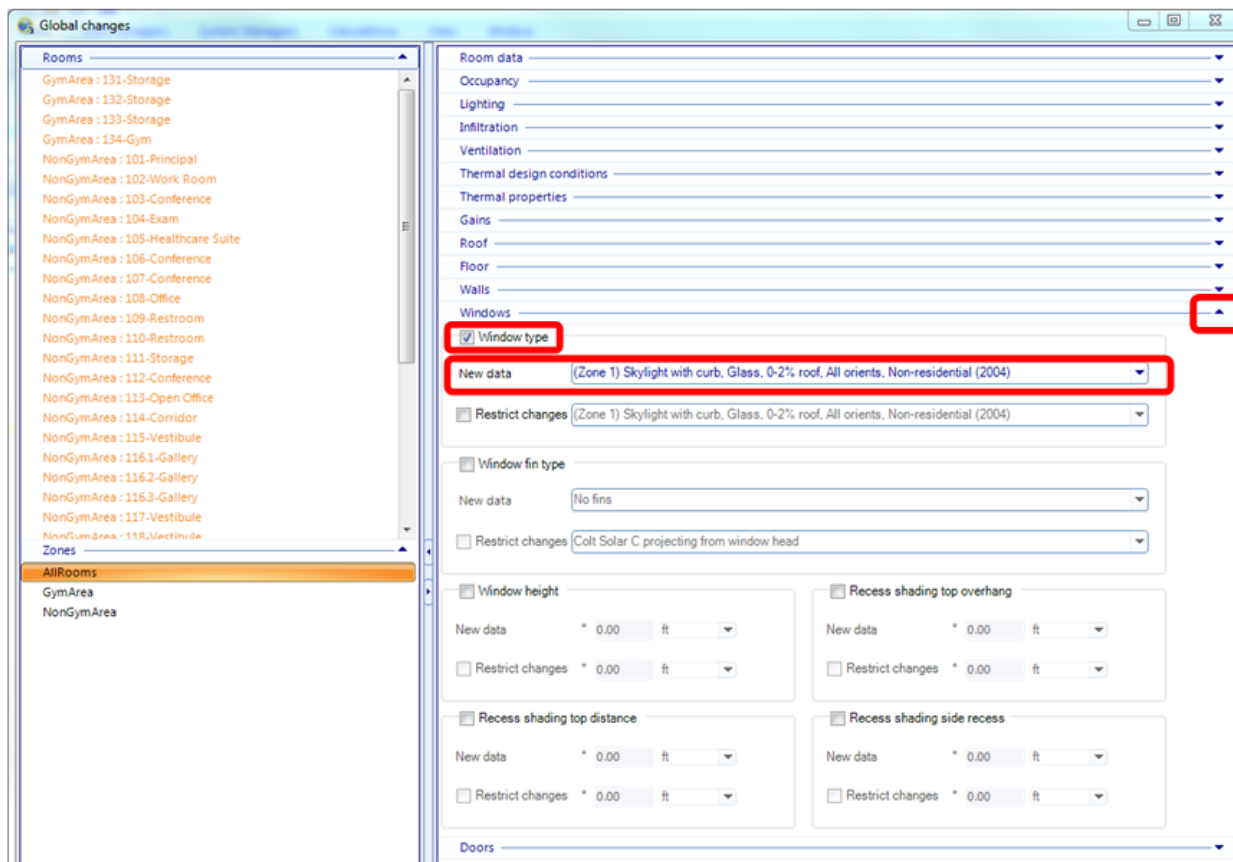 Global changes
Rooms
GymArea : 131-Storage
GymArea : 132-Storage
GymArea : 133-Storage
GymArea : 134-Gym
NonGymArea : 101-Principal
NonGymArea : 102-Work Room
NonGymArea : 103-Conference
NonGymArea : 104-Exam
NonGymArea : 105-Healthcare Suite
NonGymArea : 106-Conference
NonGymArea : 107-Conference
NonGymArea : 108-Office
NonGymArea : 109-Restroom
NonGymArea : 110-Restroom
NonGymArea : 111-Storage
NonGymArea : 112-Conference
NonGymArea : 113-Open Office
NonGymArea : 114-Corridor
NonGymArea : 115-Vestibule
NonGymArea : 116.1-Gallery
NonGymArea : 116.2-Gallery
NonGymArea : 116.3-Gallery
NonGymArea : 117-Vestibule
NonGymArea : 118-Vestibule
Zones
AllRooms
GymArea
NonGymArea
Room data
Occupancy
Lighting
Infiltration
Ventilation
Thermal design conditions
Thermal properties
Gains
Roof
Floor
Walls
Windows
Window type
New data (Zone 1) Skylight with curb, Glass, 0-2% roof, All orients, Non-residential (2004)
Restrict changes (Zone 1) Skylight with curb, Glass, 0-2% roof, All orients, Non-residential (2004)
Window fin type
New data No fins
Restrict changes Colt Solar C projecting from window head
Window height
New data * 0.00 ft
Restrict changes * 0.00 ft
Recess shading top overhang
New data * 0.00 ft
Restrict changes * 0.00 ft
Recess shading top distance
New data * 0.00 ft
Restrict changes * 0.00 ft
Recess shading side recess
New data * 0.00 ft
Restrict changes * 0.00 ft
Doors